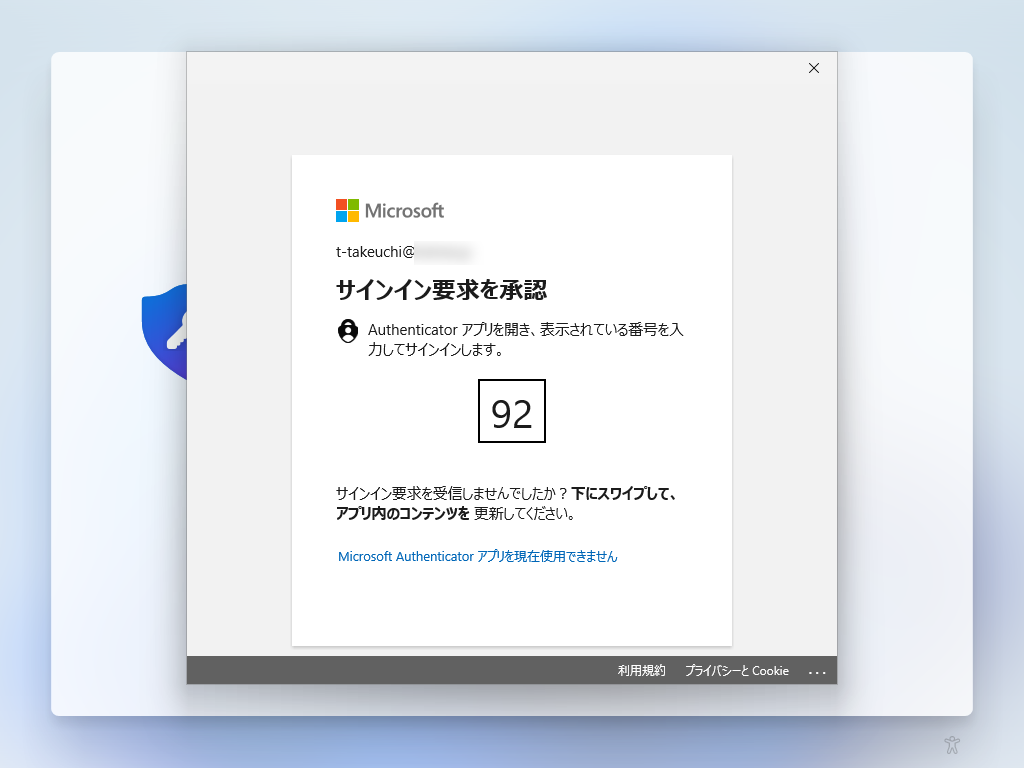 Microsoft
t-takeuchi@
サインイン要求を承認
Authenticator アプリを開き、表示されている番号を入
力してサインインします。
92
サインイン要求を受信しませんでしたか？下にスワイプして、
アプリ内のコンテンツを 更新してください。
Microsoft Authenticator アプリを現在使用できません
利用規約 プライバシーと Cookie ...